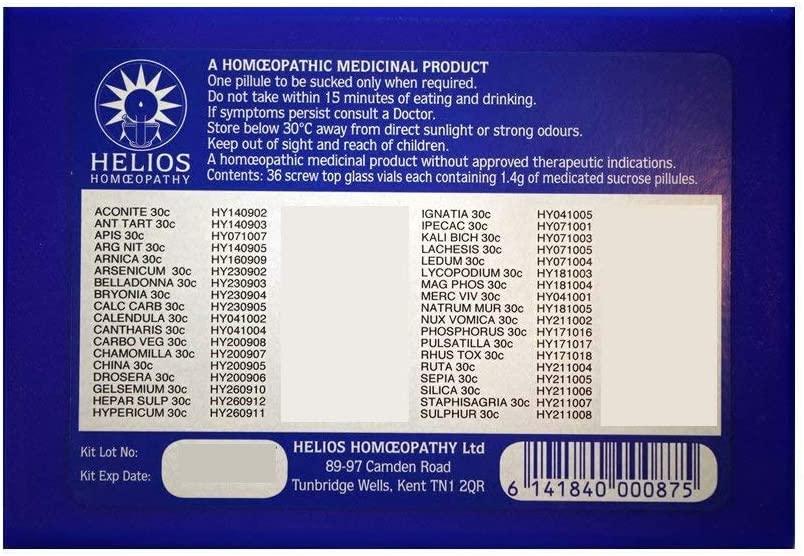 HELIOS
HOMŒOPATHY
A HOMŒOPATHIC MEDICINAL PRODUCT
One pillule to be sucked only when required.
Do not take within 15 minutes of eating and drinking.
If symptoms persist consult a Doctor.
Store below 30°C away from direct sunlight or strong odours.
Keep out of sight and reach of children.
A homœopathic medicinal product without approved therapeutic indications.
Contents: 36 screw top glass vials each containing 1.4g of medicated sucrose pillules.
ACONITE 30c HY140902
ANT TART 30c HY140903
APIS 30c HY071007
ARG NIT 30c HY140905
ARNICA 30c HY160909
ARSENICUM 30c HY230902
BELLADONNA 30c HY230903
BRYONIA 30c HY230904
CALC CARB 30c HY230905
CALENDULA 30c HY041002
CANTHARIS 30c HY041004
CARBO VEG 30c HY200908
CHAMOMILLA 30c HY200907
CHINA 30c HY200905
DROSERA 30c HY200906
GELSEMIUM 30c HY260910
HEPAR SULP 30c HY260912
HYPERICUM 30c HY260911
IGNATIA 30c HY041005
IPECAC 30c HY071001
KALI BICH 30c HY071003
LACHESIS 30c HY071005
LEDUM 30c HY071004
LYCOPODIUM 30c HY181003
MAG PHOS 30c HY181004
MERC VIV 30c HY041001
NATRUM MUR 30c HY181005
NUX VOMICA 30c HY211002
PHOSPHORUS 30c HY171016
PULSATILLA 30c HY171017
RHUS TOX 30c HY171018
RUTA 30c HY211004
SEPIA 30c HY211005
SILICA 30c HY211006
STAPHISAGRIA 30c HY211007
SULPHUR 30c HY211008
Kit Lot No:
Kit Exp Date:
HELIOS HOMŒOPATHY Ltd
89-97 Camden Road
Tunbridge Wells, Kent TN1 2QR
6 141840 000875